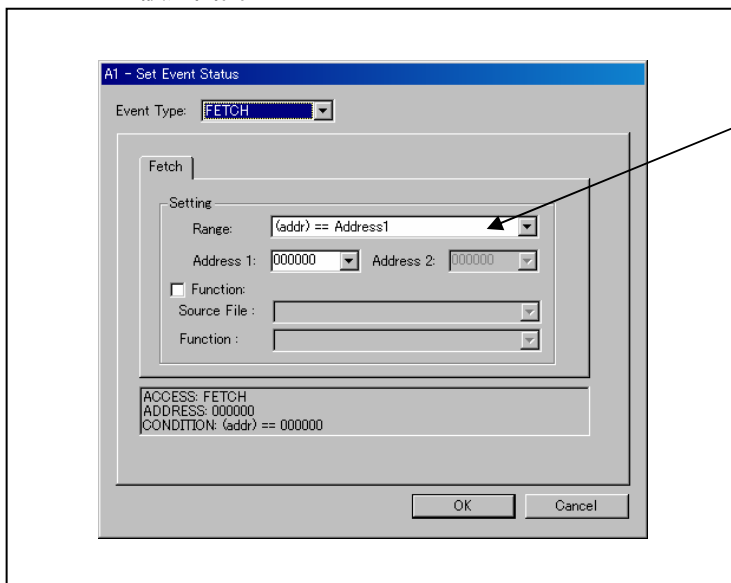 A1 - Set Event Status
Event Type: FETCH
Fetch
Setting
Range: (addr) == Address1
Address 1: 000000 Address 2: 000000
Function:
Source File :
Function :
ACCESS: FETCH
ADDRESS: 000000
CONDITION: (addr) == 000000
OK Cancel